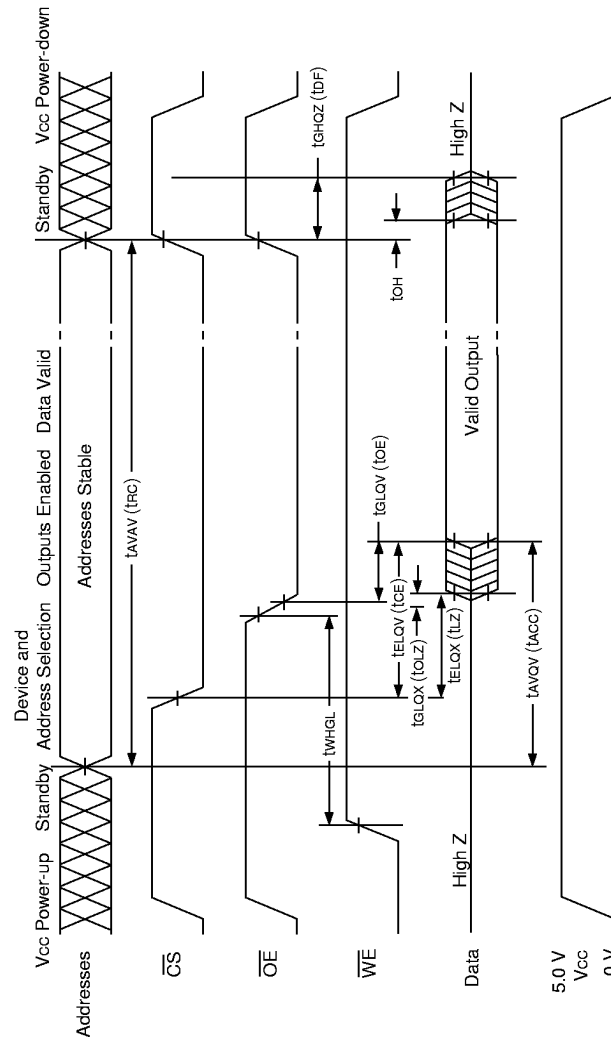 Vcc Power-up
Standby
Device and
Address Selection
Outputs Enabled
Data Valid
Standby
Vcc Power-down
Addresses
Addresses Stable
tAVAV (tRC)
CS
OE
tWHGL
tGHQZ (tDF)
WE
tGLQV (tOE)
tELQV (tCE)
tGLQX (tOLZ)
tOH
tELQX (tLZ)
Data
High Z
Valid Output
High Z
tAVQV (tACC)
5.0 V
Vcc
0 V